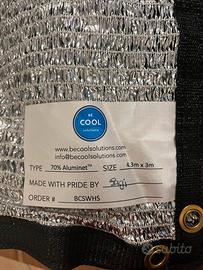 BE
COOL
solutions
www.becoolsolutions.com
info@becoolsolutions.com
TYPE 70% Aluminet™ SIZE 4.3m x 3m
MADE WITH PRIDE BY
ORDER # BCSWHS
subito